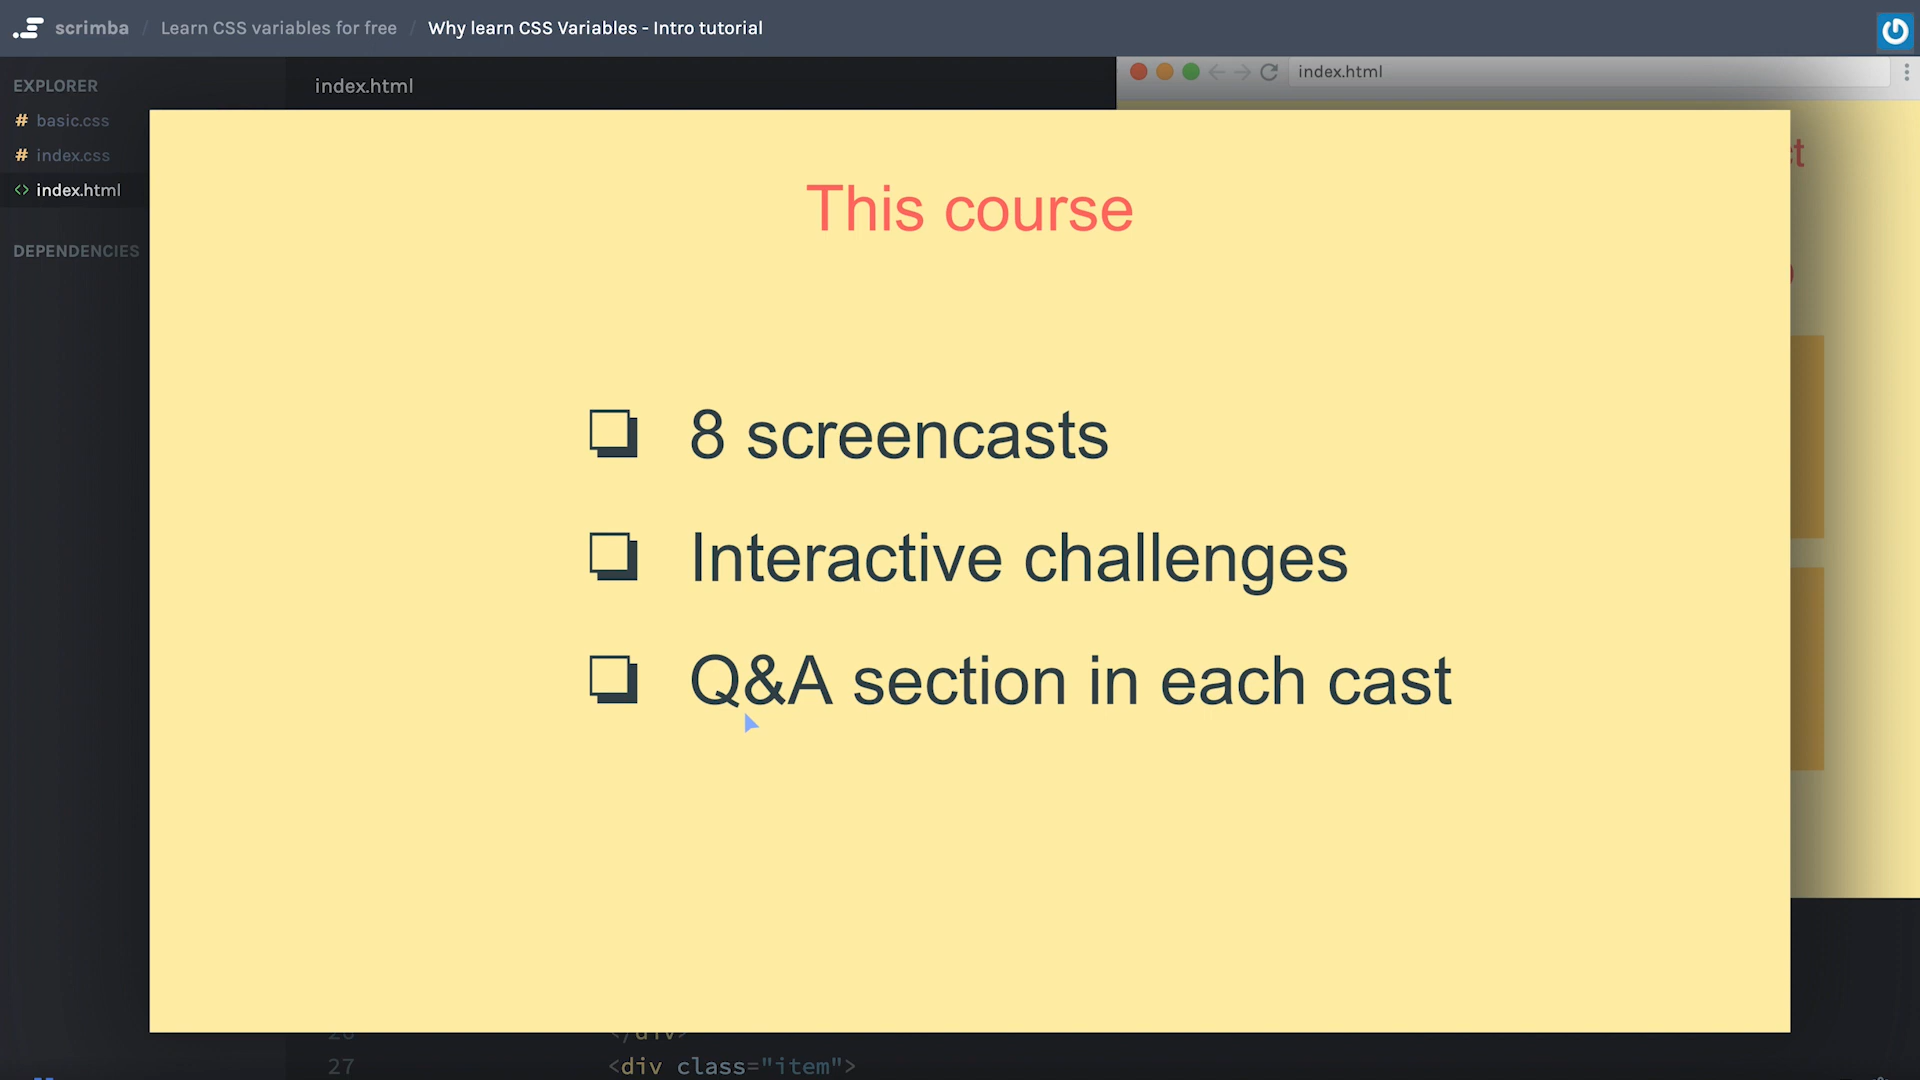 scrimba / Learn CSS variables for free / Why learn CSS Variables - Intro tutorial
EXPLORER
index.html
index.html
# basic.css
# index.css
<> index.html
DEPENDENCIES
This course
8 screencasts
Interactive challenges
Q&A section in each cast
27 <div class="item">